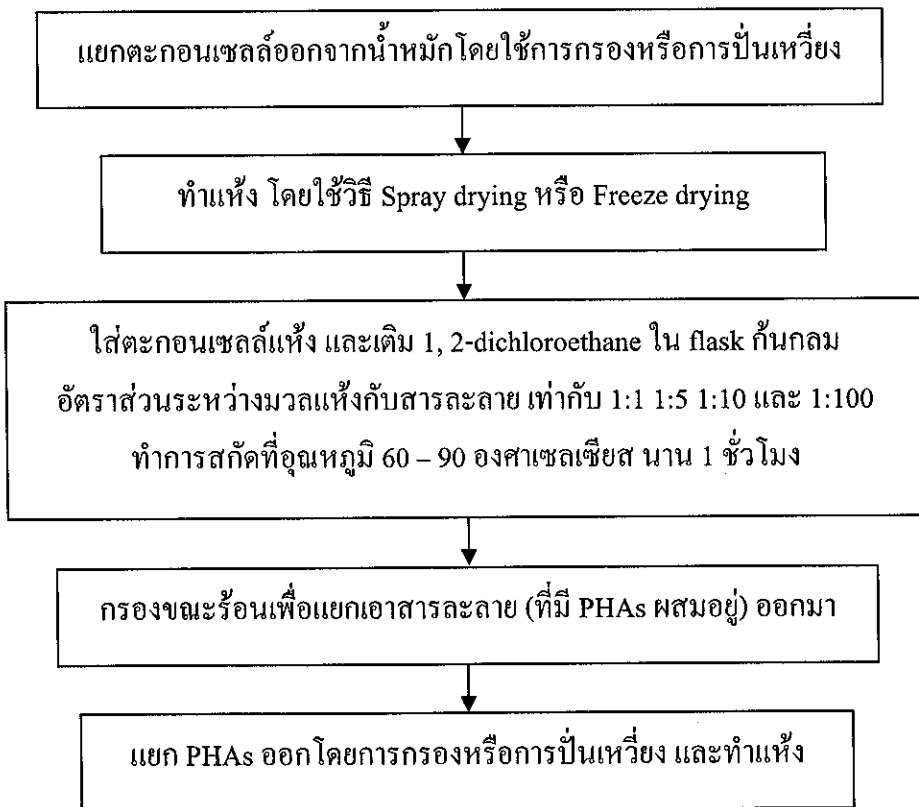 แยกตะกอนเซลล์ออกจากน้ำหมักโดยใช้การกรองหรือการปั่นเหวี่ยง
ทำแห้ง โดยใช้วิธี Spray drying หรือ Freeze drying
ใส่ตะกอนเซลล์แห้ง และเติม 1, 2-dichloroethane ใน flask ก้นกลม
อัตราส่วนระหว่างมวลแห้งกับสารละลาย เท่ากับ 1:1 1:5 1:10 และ 1:100
ทำการสกัดที่อุณหภูมิ 60 – 90 องศาเซลเซียส นาน 1 ชั่วโมง
กรองขณะร้อนเพื่อแยกเอาสารละลาย (ที่มี PHAs ผสมอยู่) ออกมา
แยก PHAs ออกโดยการกรองหรือการปั่นเหวี่ยง และทำแห้ง